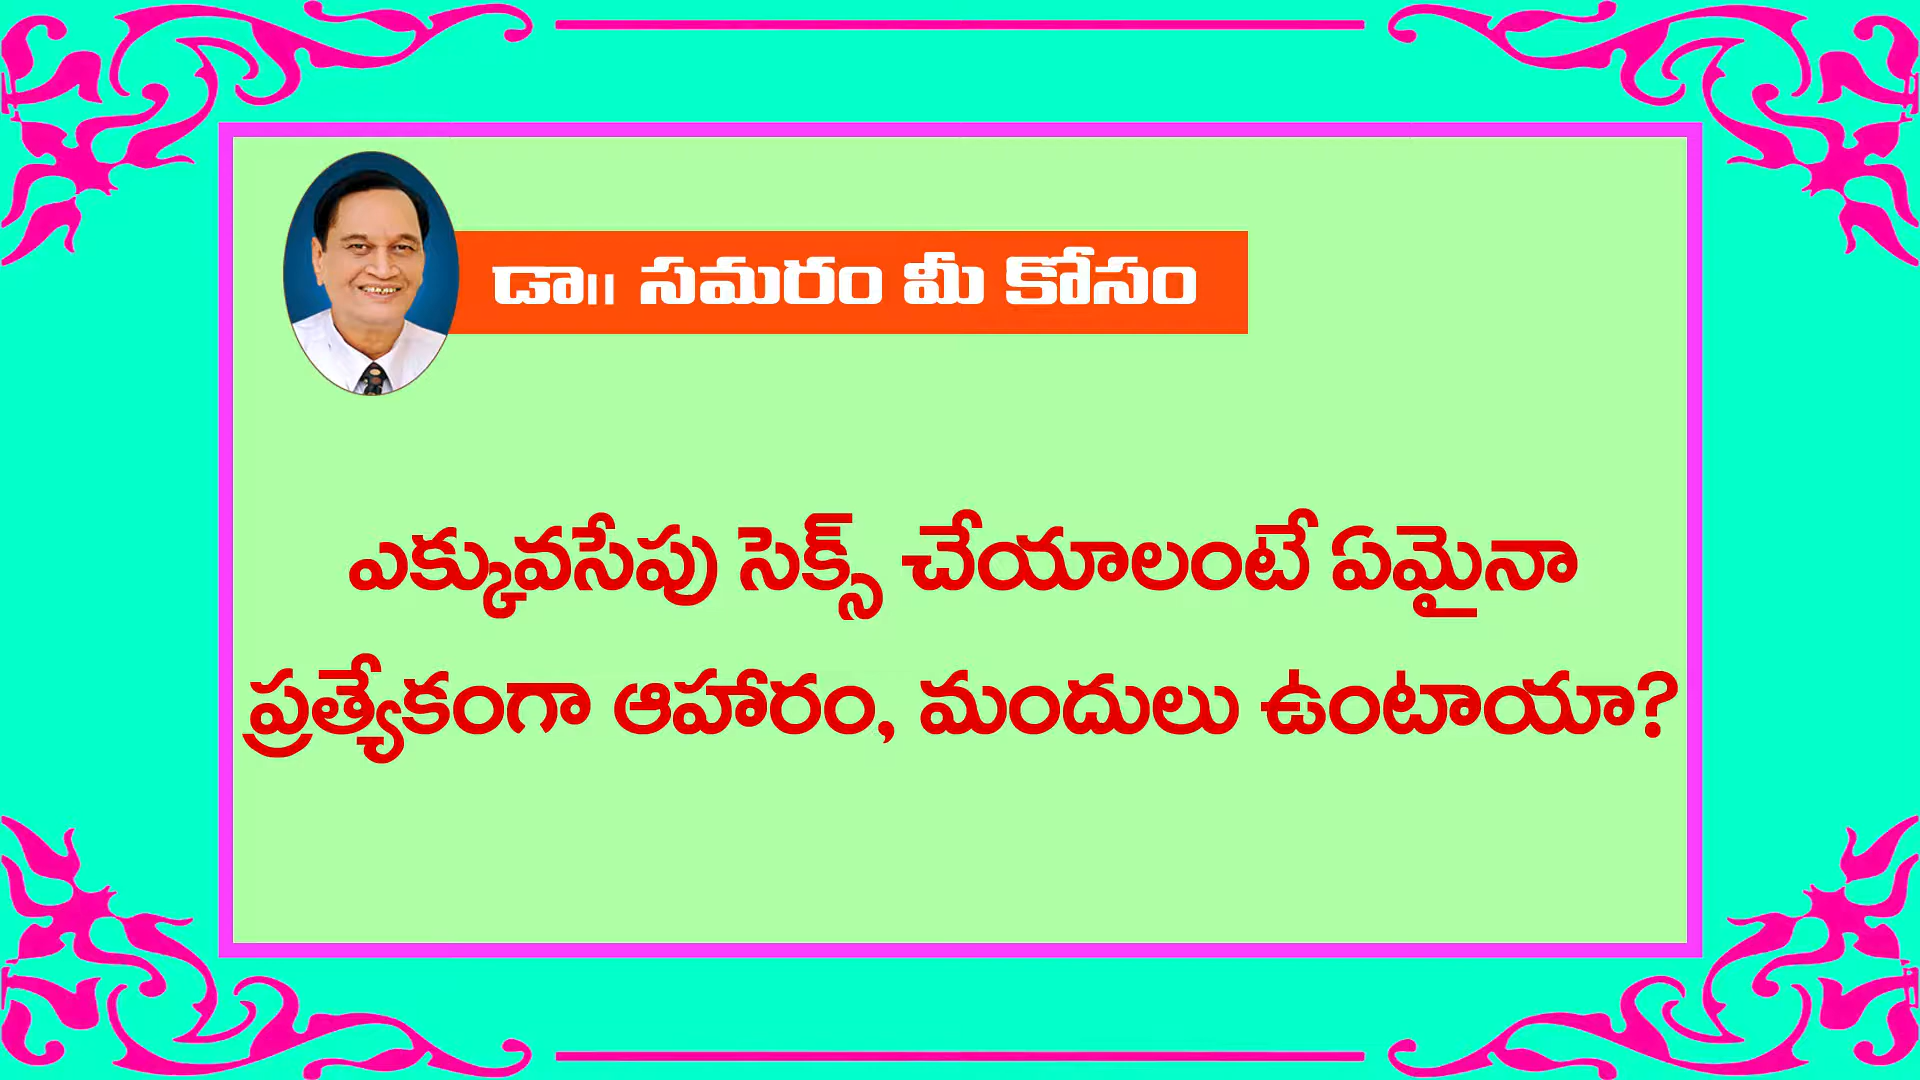 డా॥ సమరం మీ కోసం
ఎక్కువసేపు సెక్స్ చేయాలంటే ఏమైనా
ప్రత్యేకంగా ఆహారం, మందులు ఉంటాయా?